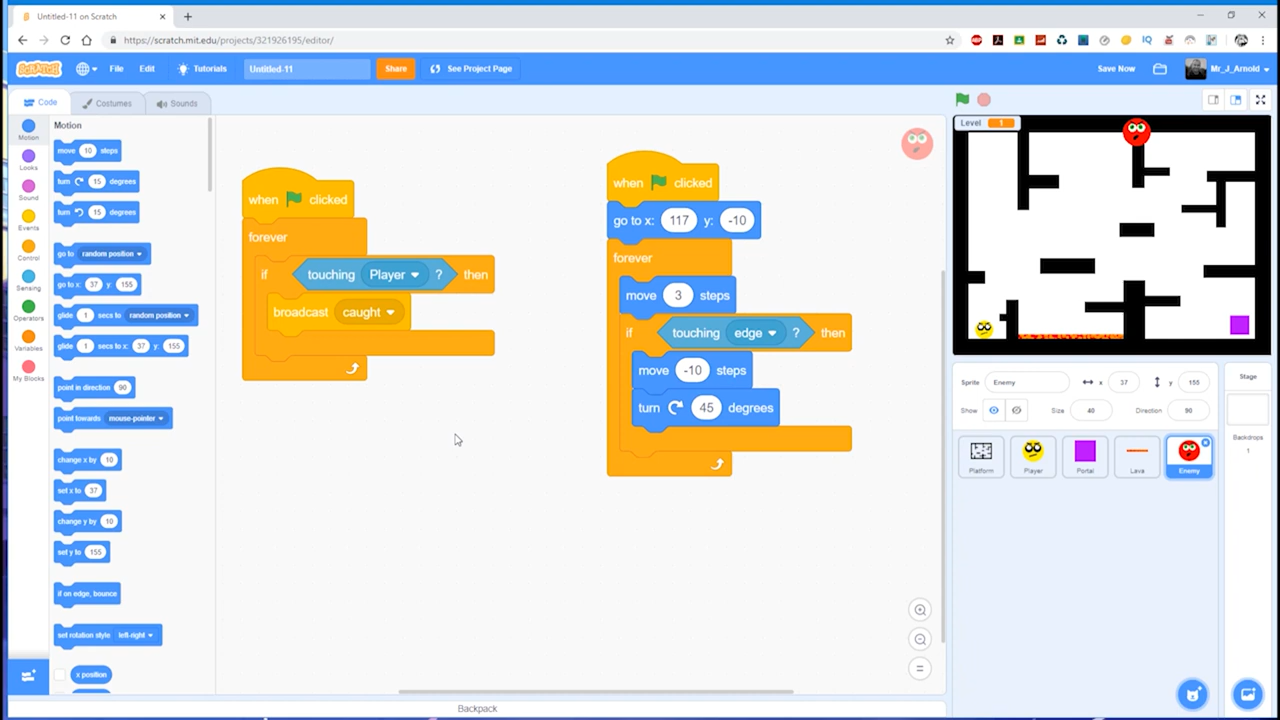 Untitled-11 on Scratch
https://scratch.mit.edu/projects/321926195/editor/
SCRATCH File Edit Tutorials Untitled-11 Share See Project Page Save Now Mr_J_Arnold
Code Costumes Sounds
Motion
Looks
Sound
Events
Control
Sensing
Operators
Variables
My Blocks
Motion
move 10 steps
turn 15 degrees
turn 15 degrees
go to random position
go to x: 37 y: 155
glide 1 secs to random position
glide 1 secs to x: 37 y: 155
point in direction 90
point towards mouse-pointer
change x by 10
set x to 37
change y by 10
set y to 155
if on edge, bounce
set rotation style left-right
x position
when clicked
forever
if touching Player ? then
broadcast caught
when clicked
go to x: 117 y: -10
forever
move 3 steps
if touching edge ? then
move -10 steps
turn 45 degrees
Level 1
Sprite Enemy x 37 y 155
Show Size 40 Direction 90
Platform Player Portal Lava Enemy
Stage
Backdrops
1
Backpack